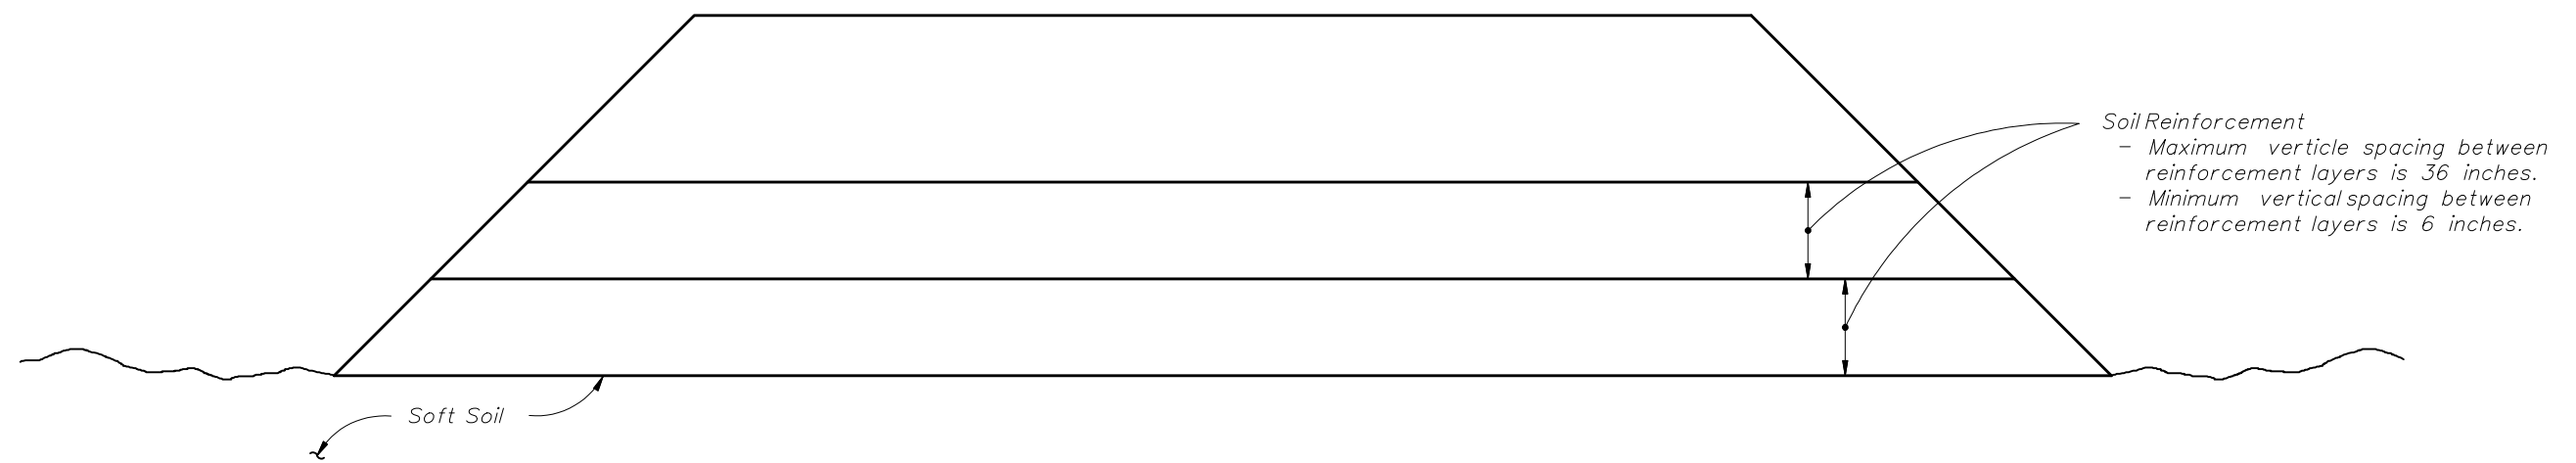 Soil Reinforcement
- Maximum verticle spacing between
reinforcement layers is 36 inches.
- Minimum vertical spacing between
reinforcement layers is 6 inches.
Soft Soil